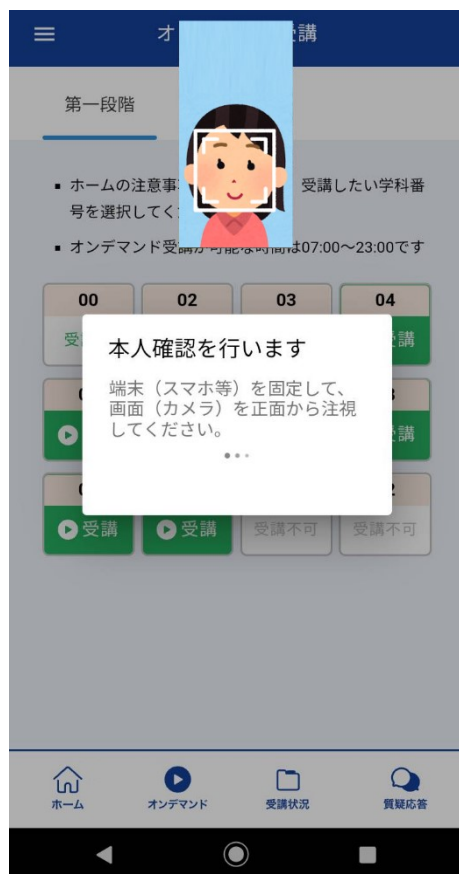 オ 講
第一段階
▪ ホームの注意事 受講したい学科番
号を選択してく
▪ オンデマンド受講が可能な時間は07:00～23:00です
00 02 03 04
受 講
本人確認を行います
端末（スマホ等）を固定して、
画面（カメラ）を正面から注視
してください。
講
受講 受講 受講不可 受講不可
ホーム オンデマンド 受講状況 質疑応答